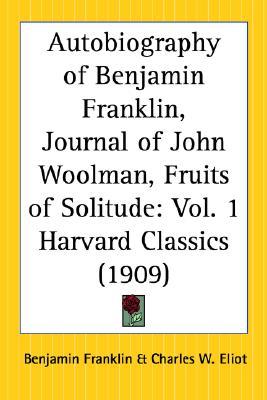 Autobiography
of Benjamin
Franklin,
Journal of John
Woolman, Fruits
of Solitude: Vol. 1
Harvard Classics
(1909)
Benjamin Franklin & Charles W. Eliot